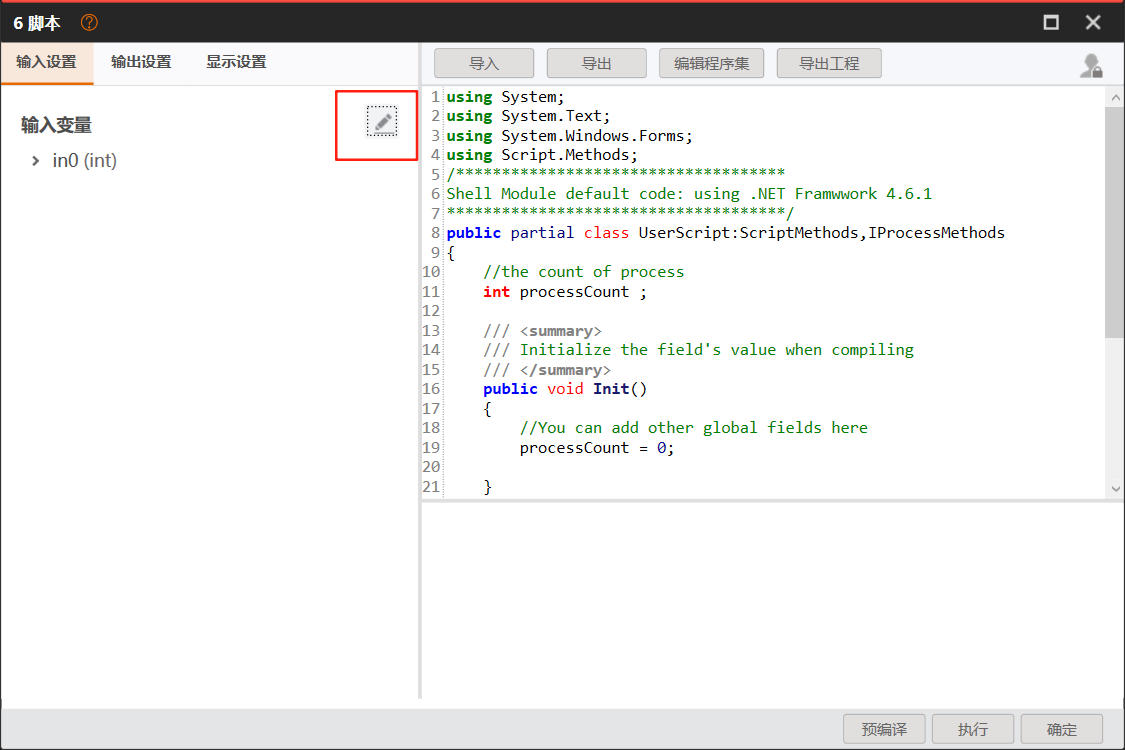 6 脚本
输入设置 输出设置 显示设置
导入 导出 编辑程序集 导出工程
输入变量
in0 (int)
1 using System;
2 using System.Text;
3 using System.Windows.Forms;
4 using Script.Methods;
5 /************************************
6 Shell Module default code: using .NET Framwwork 4.6.1
7 *************************************/
8 public partial class UserScript:ScriptMethods,IProcessMethods
9 {
10 //the count of process
11 int processCount ;
12
13 /// <summary>
14 /// Initialize the field's value when compiling
15 /// </summary>
16 public void Init()
17 {
18 //You can add other global fields here
19 processCount = 0;
20
21 }
预编译 执行 确定